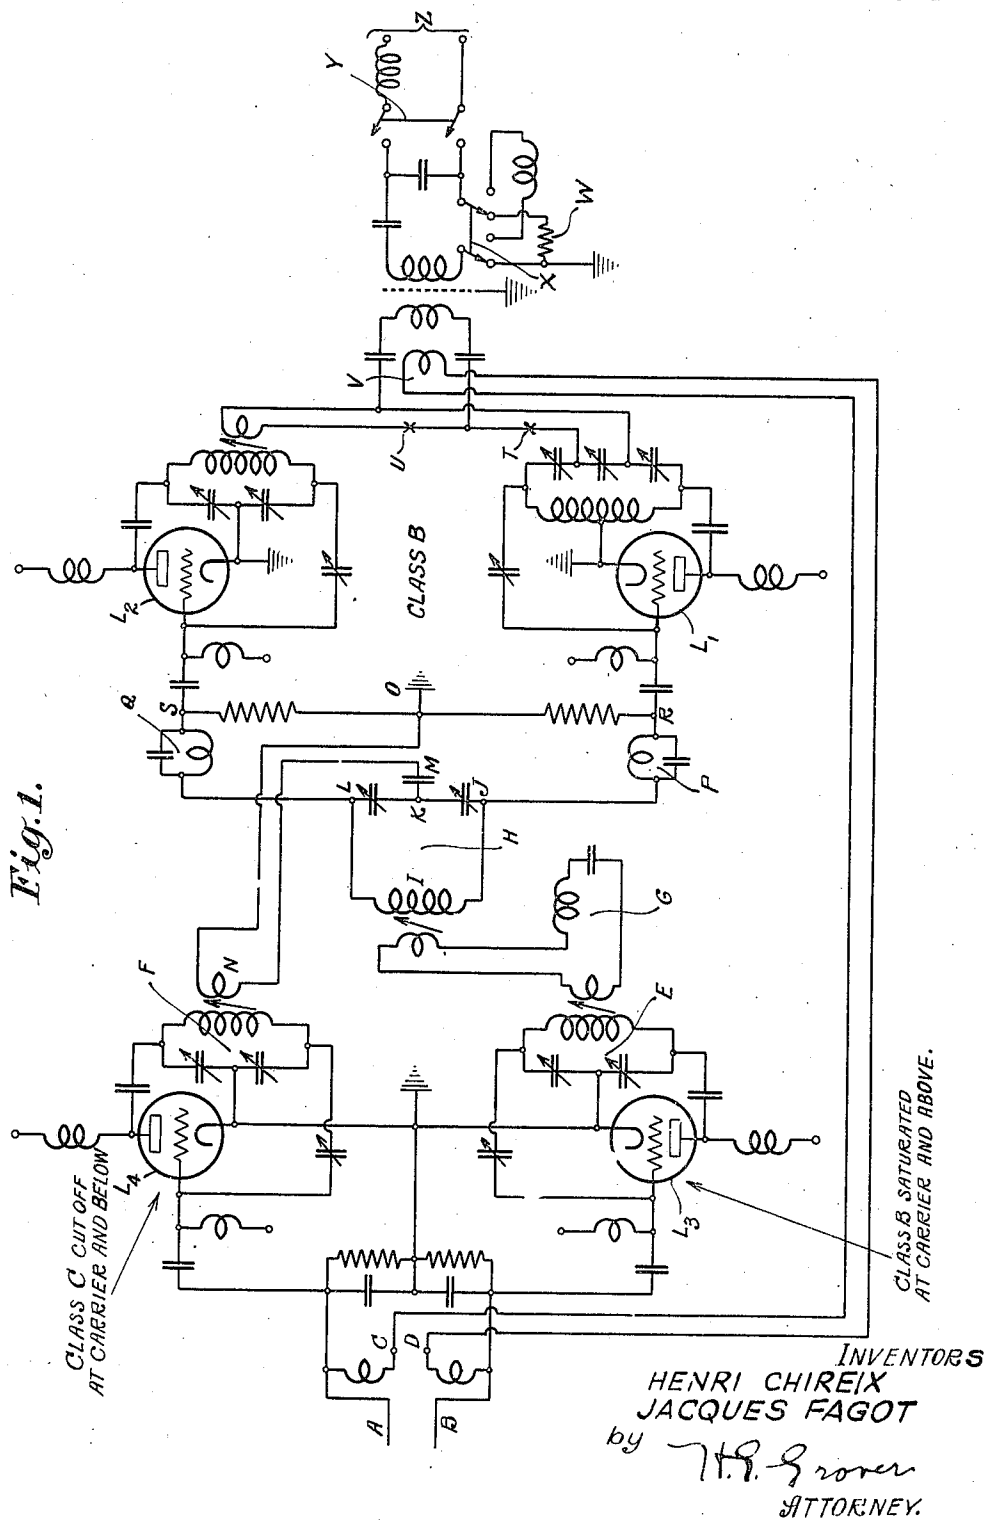 Fig.1.
CLASS C CUT OFF
AT CARRIER AND BELOW
L4
F
N
Q
S
L2
V
U
Y
Z
CLASS B
O
L
M
K
J
H
I
G
X
W
T
A
C
D
B
E
L3
P
R
L1
CLASS B SATURATED
AT CARRIER AND ABOVE.
INVENTORS
HENRI CHIREIX
JACQUES FAGOT
by H.G. Grover
ATTORNEY.